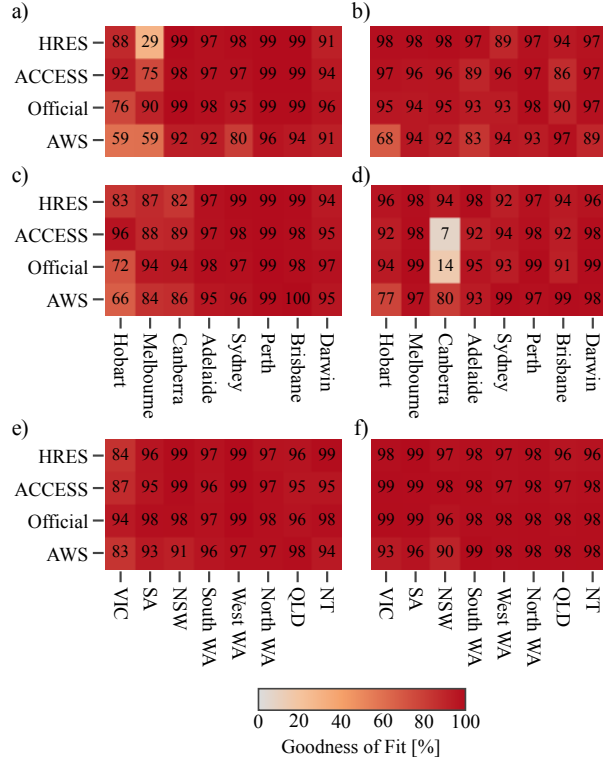 a) b)
HRES 88 29 99 97 98 99 99 91 98 98 98 97 89 97 94 97
ACCESS 92 75 98 97 97 99 99 94 97 96 96 89 96 97 86 97
Official 76 90 99 98 95 99 99 96 95 94 95 93 93 98 90 97
AWS 59 59 92 92 80 96 94 91 68 94 92 83 94 93 97 89
c) d)
HRES 83 87 82 97 99 99 99 94 96 98 94 98 92 97 94 96
ACCESS 96 88 89 97 98 99 98 95 92 98 7 92 94 98 92 98
Official 72 94 94 98 97 99 98 97 94 99 14 95 93 99 91 99
AWS 66 84 86 95 96 99 100 95 77 97 80 93 99 97 99 98
Hobart Melbourne Canberra Adelaide Sydney Perth Brisbane Darwin Hobart Melbourne Canberra Adelaide Sydney Perth Brisbane Darwin
e) f)
HRES 84 96 99 97 99 97 96 99 98 99 97 98 97 98 96 96
ACCESS 87 95 99 96 99 97 95 95 99 99 98 98 97 98 97 98
Official 94 98 98 97 99 98 96 98 99 99 96 98 98 98 98 98
AWS 83 93 91 96 97 97 98 94 93 96 90 99 98 98 98 98
VIC SA NSW South WA West WA North WA QLD NT VIC SA NSW South WA West WA North WA QLD NT
0 20 40 60 80 100
Goodness of Fit [%]